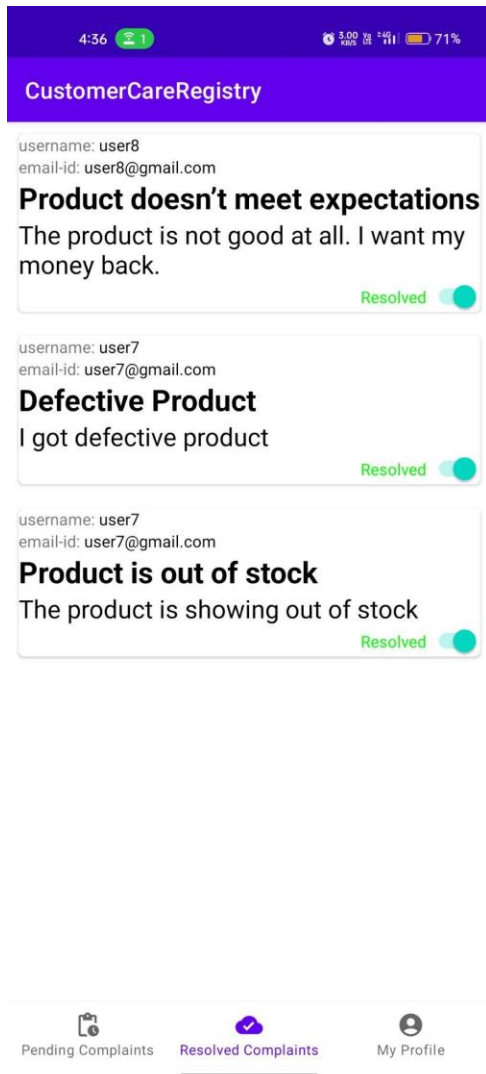 4:36 1 3.00 KB/S Vo LTE 4G 71%
CustomerCareRegistry
username: user8
email-id: user8@gmail.com
Product doesn’t meet expectations
The product is not good at all. I want my
money back.
Resolved
username: user7
email-id: user7@gmail.com
Defective Product
I got defective product
Resolved
username: user7
email-id: user7@gmail.com
Product is out of stock
The product is showing out of stock
Resolved
Pending Complaints Resolved Complaints My Profile